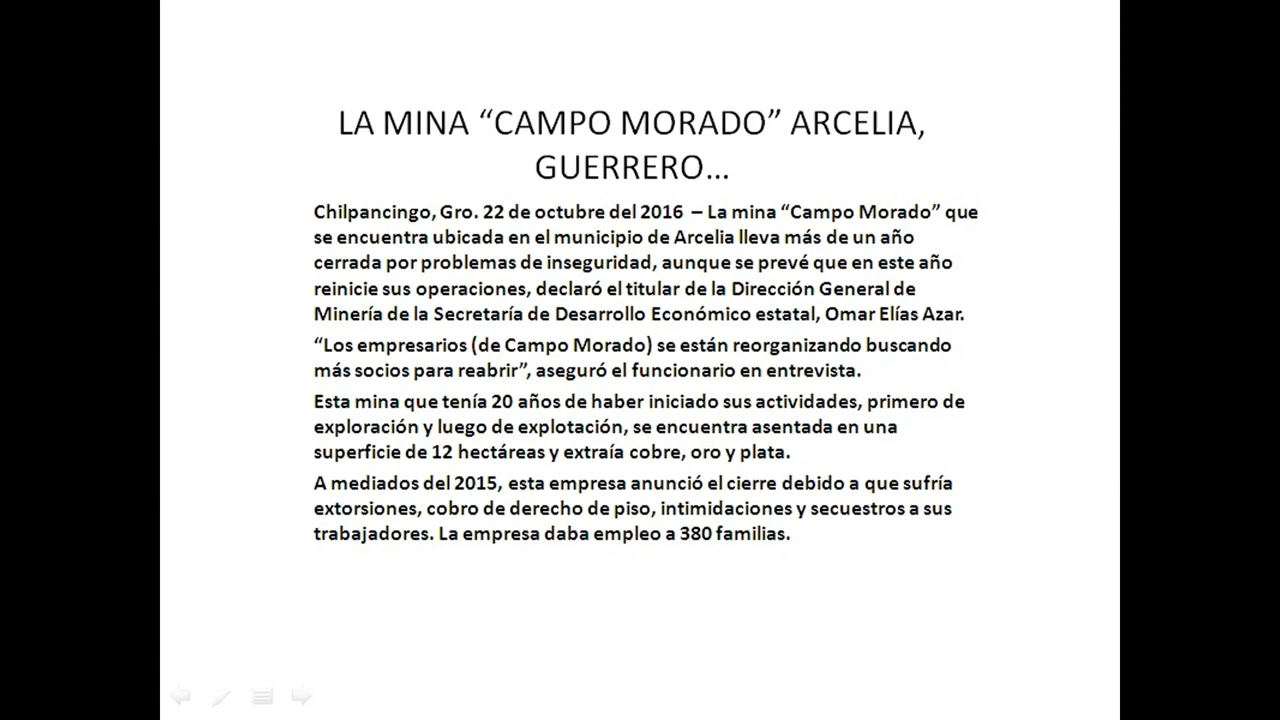 LA MINA “CAMPO MORADO” ARCELIA,
GUERRERO…
Chilpancingo, Gro. 22 de octubre del 2016 – La mina “Campo Morado” que
se encuentra ubicada en el municipio de Arcelia lleva más de un año
cerrada por problemas de inseguridad, aunque se prevé que en este año
reinicie sus operaciones, declaró el titular de la Dirección General de
Minería de la Secretaría de Desarrollo Económico estatal, Omar Elías Azar.
“Los empresarios (de Campo Morado) se están reorganizando buscando
más socios para reabrir”, aseguró el funcionario en entrevista.
Esta mina que tenía 20 años de haber iniciado sus actividades, primero de
exploración y luego de explotación, se encuentra asentada en una
superficie de 12 hectáreas y extraía cobre, oro y plata.
A mediados del 2015, esta empresa anunció el cierre debido a que sufría
extorsiones, cobro de derecho de piso, intimidaciones y secuestros a sus
trabajadores. La empresa daba empleo a 380 familias.